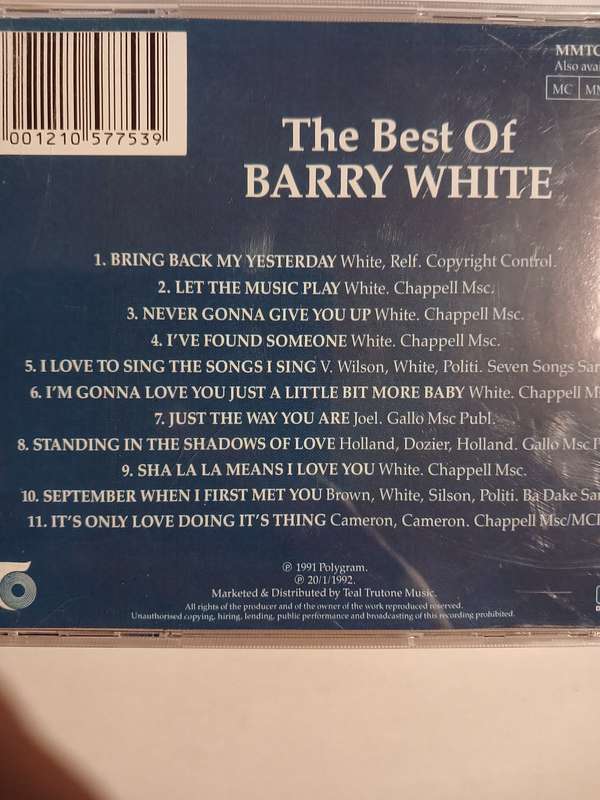 MMTC
Also avai
MC MM
001210 577539
The Best Of
BARRY WHITE
1. BRING BACK MY YESTERDAY White, Relf. Copyright Control.
2. LET THE MUSIC PLAY White. Chappell Msc.
3. NEVER GONNA GIVE YOU UP White. Chappell Msc.
4. I'VE FOUND SOMEONE White. Chappell Msc.
5. I LOVE TO SING THE SONGS I SING V. Wilson, White, Politi. Seven Songs Sar
6. I'M GONNA LOVE YOU JUST A LITTLE BIT MORE BABY White. Chappell M
7. JUST THE WAY YOU ARE Joel. Gallo Msc Publ.
8. STANDING IN THE SHADOWS OF LOVE Holland, Dozier, Holland. Gallo Msc P
9. SHA LA LA MEANS I LOVE YOU White. Chappell Msc.
10. SEPTEMBER WHEN I FIRST MET YOU Brown, White, Silson, Politi. Ba Dake Sar
11. IT'S ONLY LOVE DOING IT'S THING Cameron, Cameron. Chappell Msc/MC
℗ 1991 Polygram.
℗ 20/1/1992.
Marketed & Distributed by Teal Trutone Music.
All rights of the producer and of the owner of the work reproduced reserved.
Unauthorised copying, hiring, lending, public performance and broadcasting of this recording prohibited.